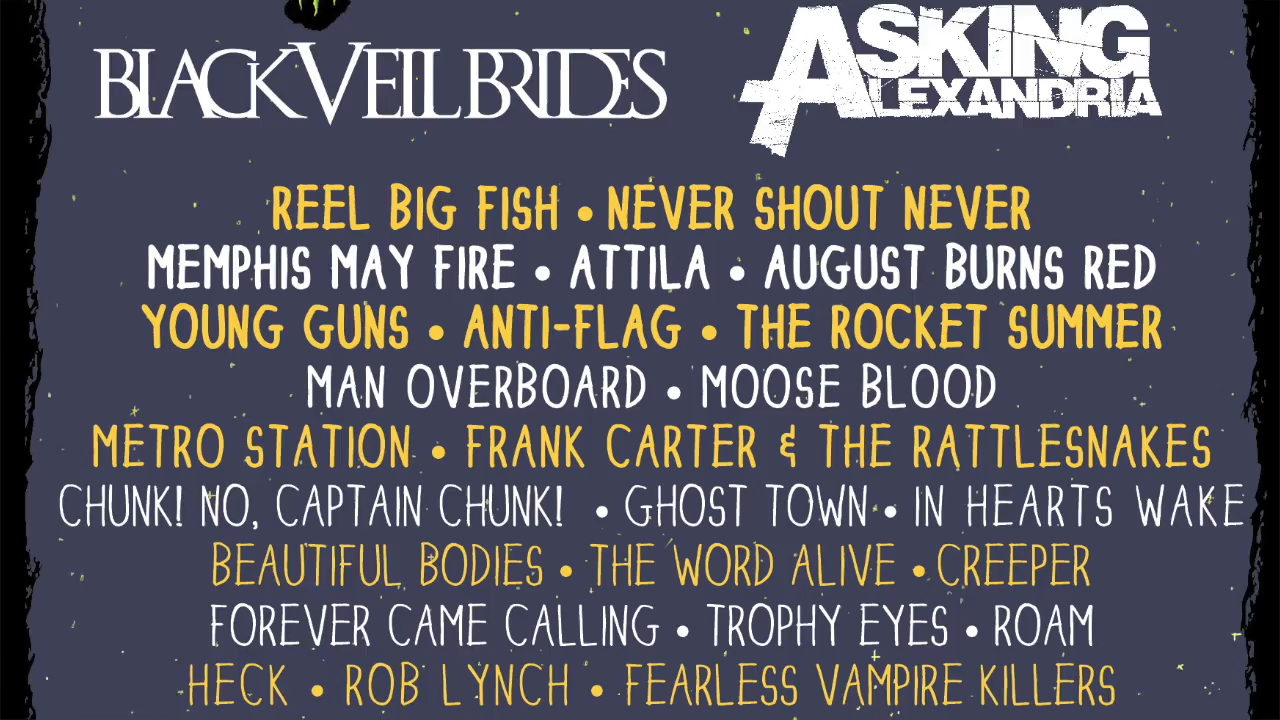 BLACK VEIL BRIDES
ASKING ALEXANDRIA
REEL BIG FISH • NEVER SHOUT NEVER
MEMPHIS MAY FIRE • ATTILA • AUGUST BURNS RED
YOUNG GUNS • ANTI-FLAG • THE ROCKET SUMMER
MAN OVERBOARD • MOOSE BLOOD
METRO STATION • FRANK CARTER & THE RATTLESNAKES
CHUNK! NO, CAPTAIN CHUNK! • GHOST TOWN • IN HEARTS WAKE
BEAUTIFUL BODIES • THE WORD ALIVE • CREEPER
FOREVER CAME CALLING • TROPHY EYES • ROAM
HECK • ROB LYNCH • FEARLESS VAMPIRE KILLERS